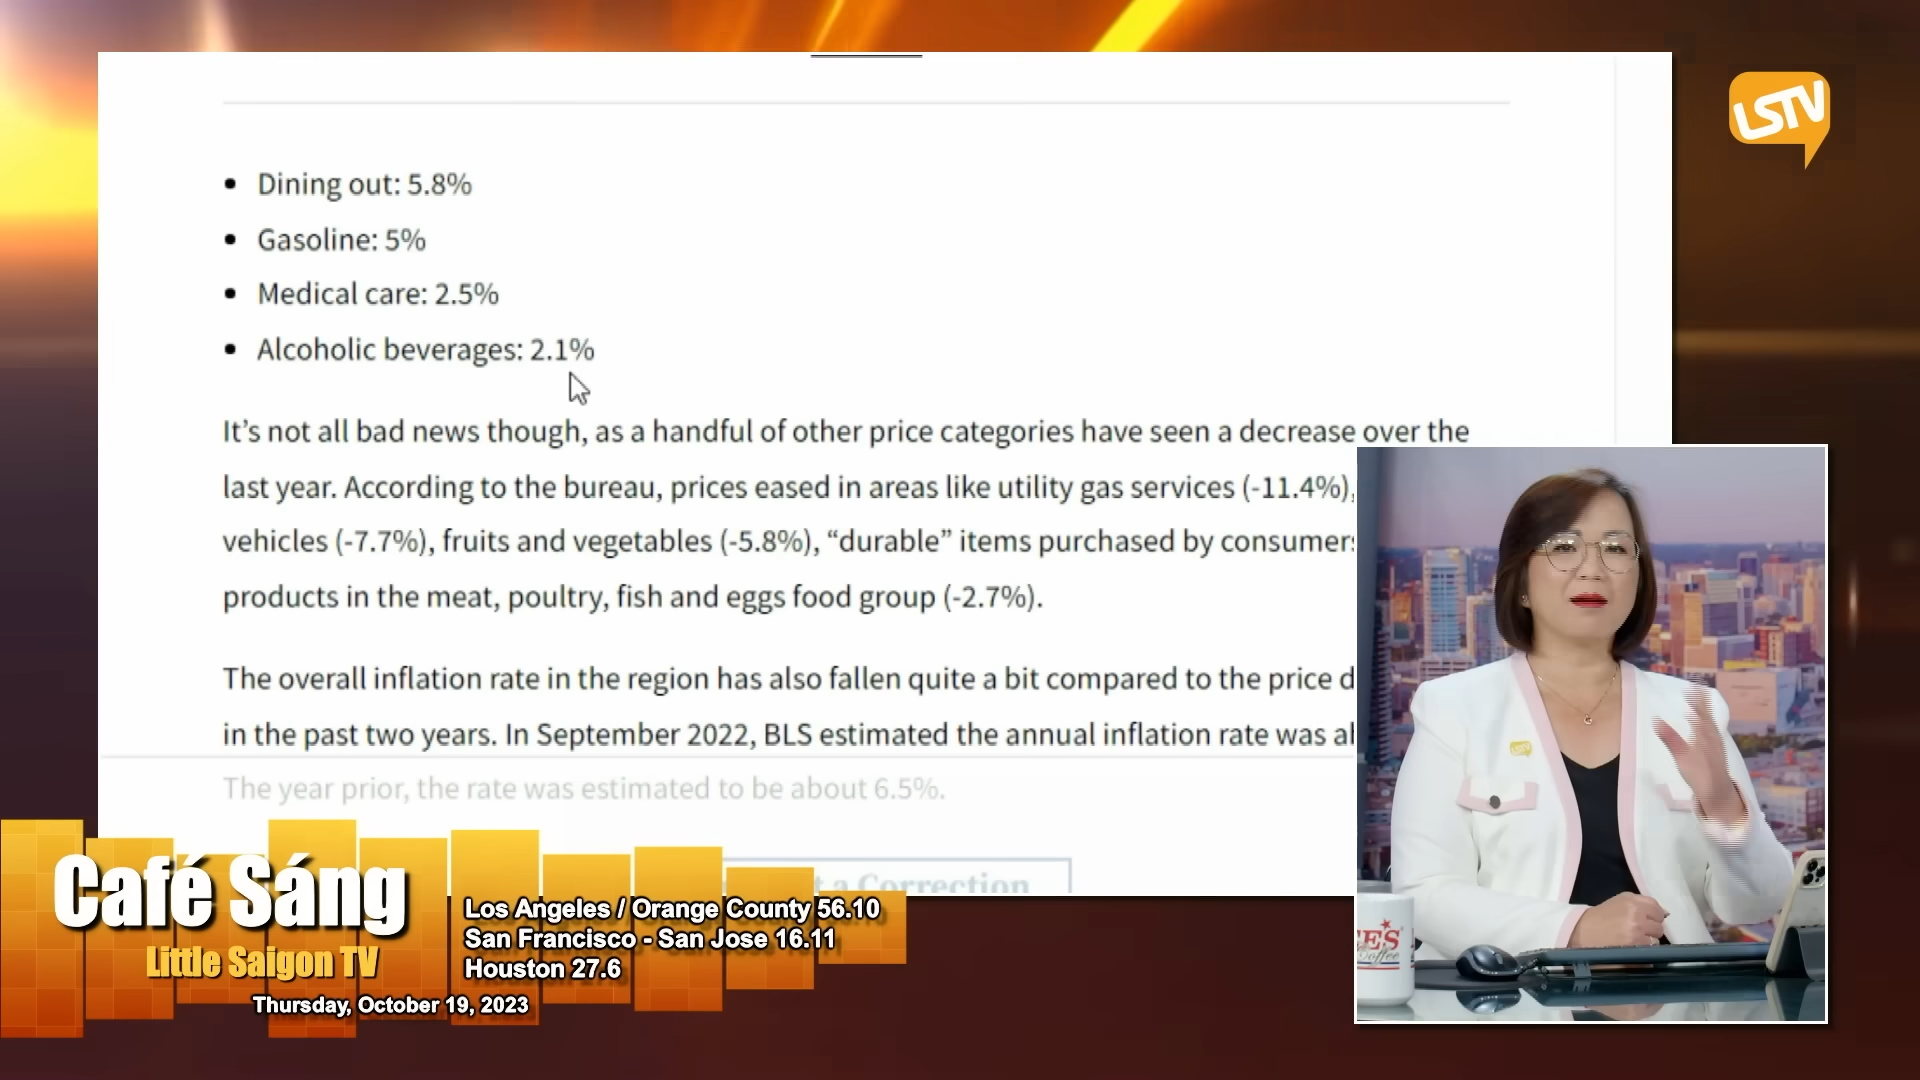 LSTV
Dining out: 5.8%
Gasoline: 5%
Medical care: 2.5%
Alcoholic beverages: 2.1%
It’s not all bad news though, as a handful of other price categories have seen a decrease over the
last year. According to the bureau, prices eased in areas like utility gas services (-11.4%),
vehicles (-7.7%), fruits and vegetables (-5.8%), “durable” items purchased by consumers
products in the meat, poultry, fish and eggs food group (-2.7%).
The overall inflation rate in the region has also fallen quite a bit compared to the price
in the past two years. In September 2022, BLS estimated the annual inflation rate was
The year prior, the rate was estimated to be about 6.5%.
a Correction
Café Sáng
Little Saigon TV
Thursday, October 19, 2023
Los Angeles / Orange County 56.10
San Francisco - San Jose 16.11
Houston 27.6
LSTV